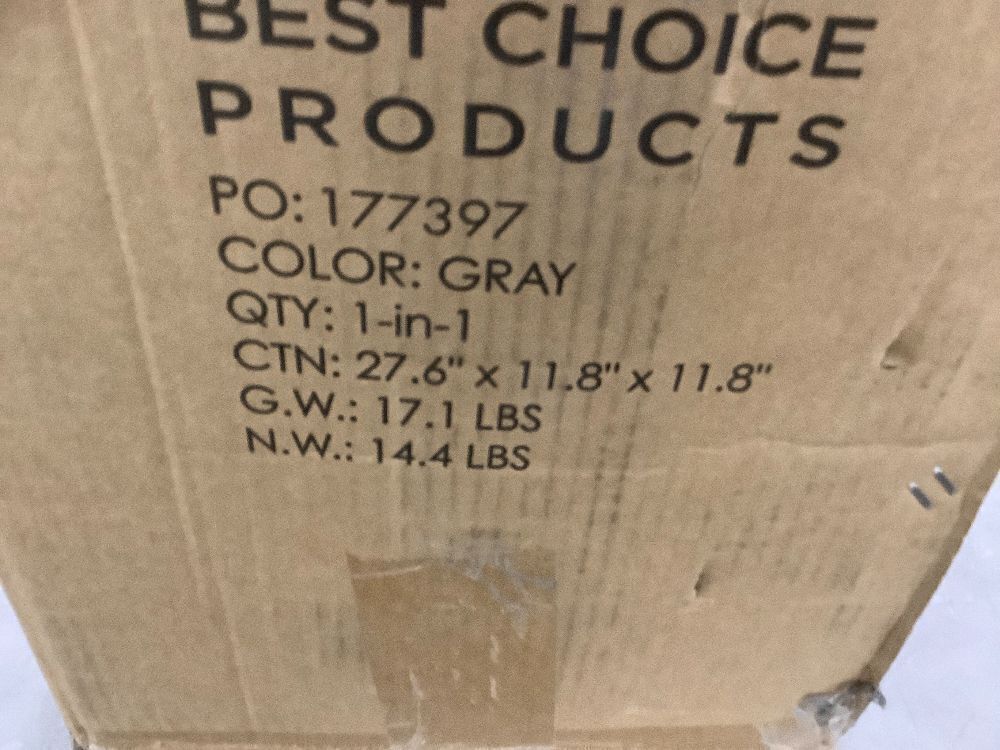 BEST CHOICE
PRODUCTS
PO: 177397
COLOR: GRAY
QTY: 1-in-1
CTN: 27.6" x 11.8" x 11.8"
G.W.: 17.1 LBS
N.W.: 14.4 LBS